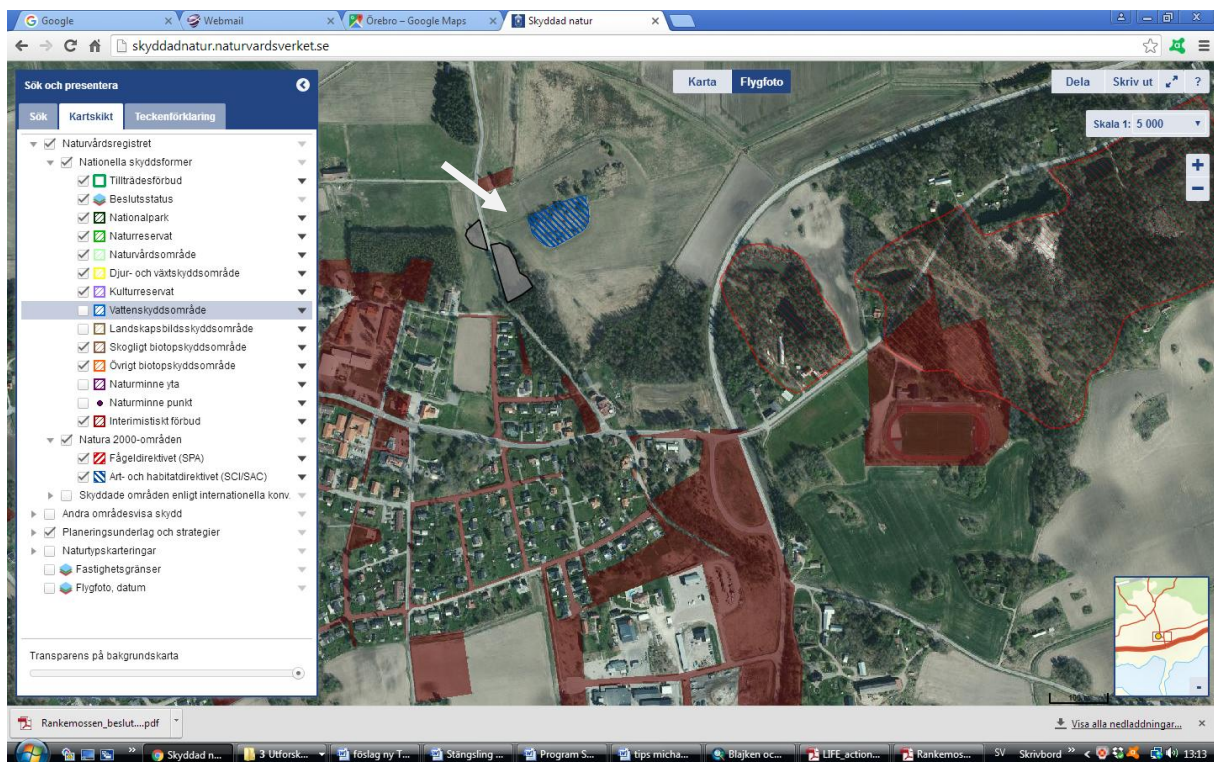 Google
Webmail
Örebro – Google Maps
Skyddad natur
skyddadnatur.naturvardsverket.se
Sök och presentera
Sök Kartskikt Teckenförklaring
Naturvårdsregistret
Nationella skyddsformer
Tillträdesförbud
Beslutsstatus
Nationalpark
Naturreservat
Naturvårdsområde
Djur- och växtskyddsområde
Kulturreservat
Vattenskyddsområde
Landskapsbildsskyddsområde
Skogligt biotopskyddsområde
Övrigt biotopskyddsområde
Naturminne yta
Naturminne punkt
Interimistiskt förbud
Natura 2000-områden
Fågeldirektivet (SPA)
Art- och habitatdirektivet (SCI/SAC)
Skyddade områden enligt internationella konv.
Andra områdesvisa skydd
Planeringsunderlag och strategier
Naturtypskarteringar
Fastighetsgränser
Flygfoto, datum
Transparens på bakgrundskarta
Karta Flygfoto
Dela Skriv ut ?
Skala 1: 5 000
+
-
Rankemossen_beslut....pdf
Visa alla nedladdningar...
Skyddad n... 3 Utforsk... föslag ny T... Stängsling ... Program S... tips micha... Blajken oc... LIFE_action... Rankemos... SV Skrivbord 13:13